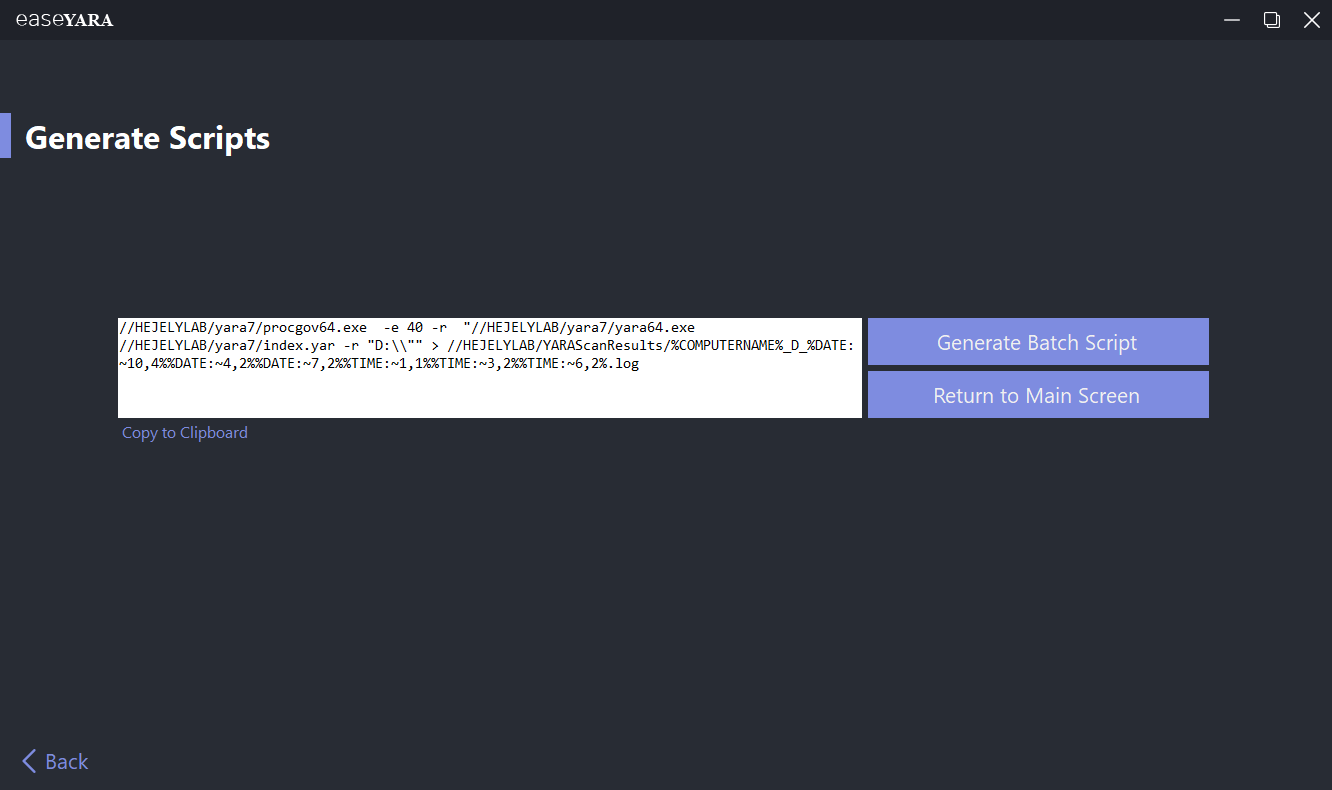 easeYARA
Generate Scripts
//HEJELYLAB/yara7/procgov64.exe  -e 40 -r  "//HEJELYLAB/yara7/yara64.exe
//HEJELYLAB/yara7/index.yar -r "D:\\"" > //HEJELYLAB/YARAScanResults/%COMPUTERNAME%_D_%DATE:
~10,4%%DATE:~4,2%%DATE:~7,2%%TIME:~1,1%%TIME:~3,2%%TIME:~6,2%.log
Generate Batch Script
Return to Main Screen
Copy to Clipboard
Back